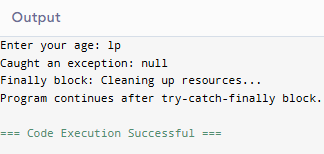 Output
Enter your age: lp
Caught an exception: null
Finally block: Cleaning up resources...
Program continues after try-catch-finally block.
=== Code Execution Successful ===